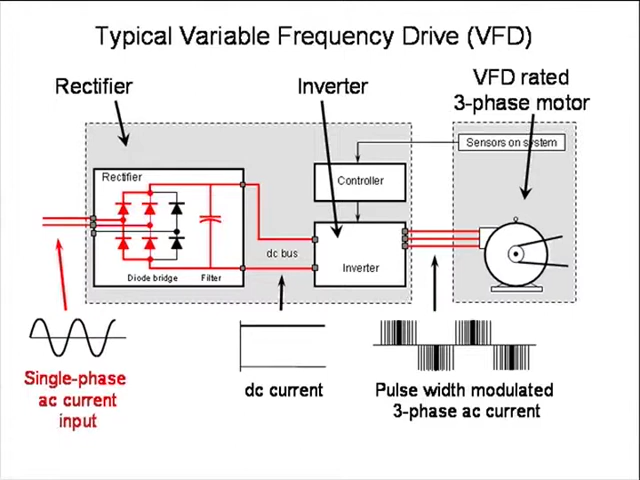 Typical Variable Frequency Drive (VFD)
Rectifier
Inverter
VFD rated
3-phase motor
Sensors on system
Rectifier
Controller
dc bus
Inverter
Diode bridge
Filter
Single-phase
ac current
input
dc current
Pulse width modulated
3-phase ac current